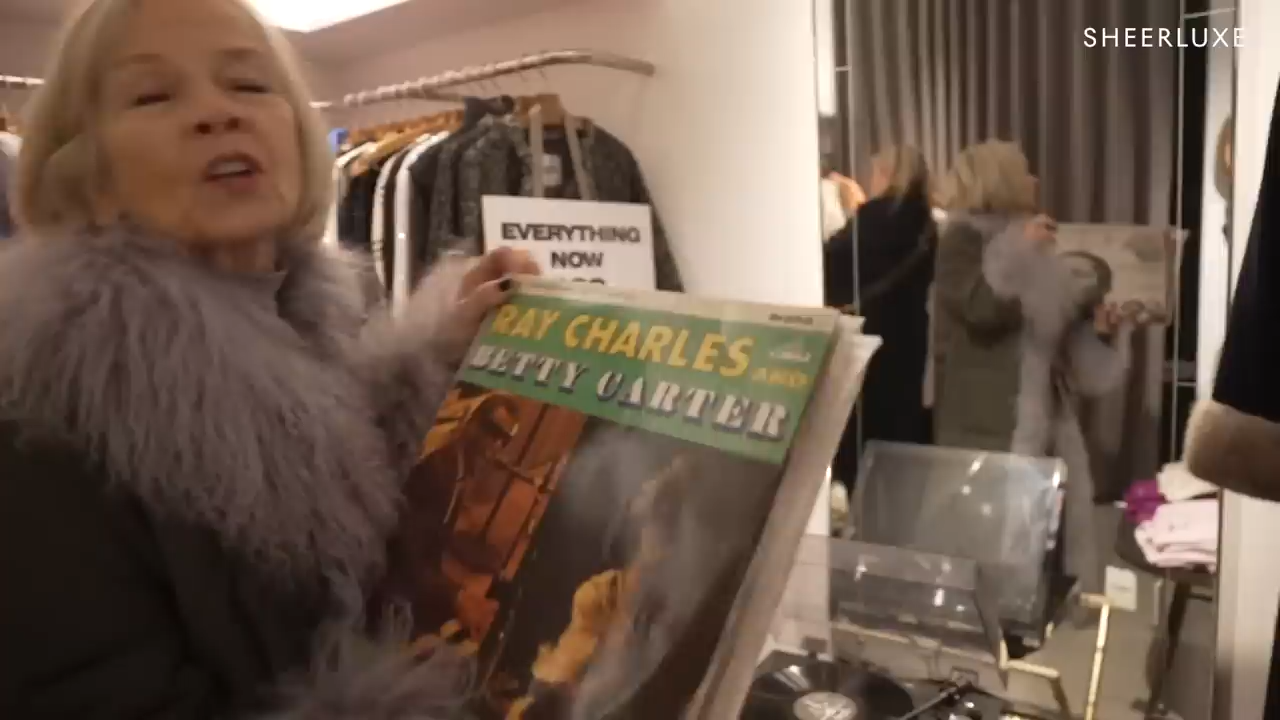 SHEERLUXE
EVERYTHING
NOW
RAY CHARLES AND
BETTY CARTER